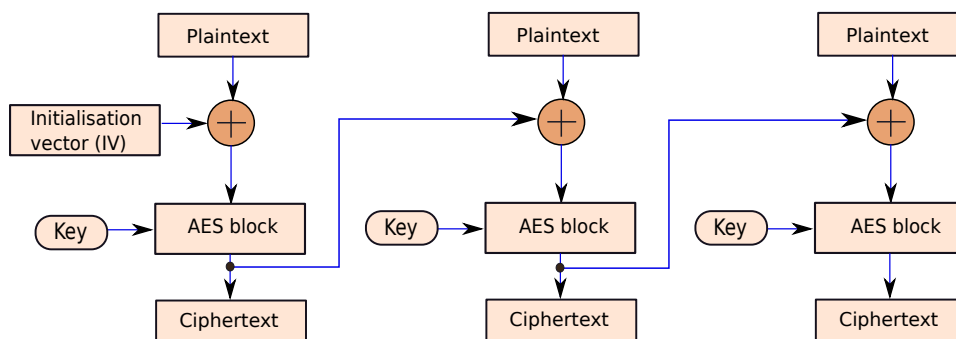 Plaintext
Plaintext
Plaintext
Initialisation
vector (IV)
Key
AES block
Key
AES block
Key
AES block
Ciphertext
Ciphertext
Ciphertext